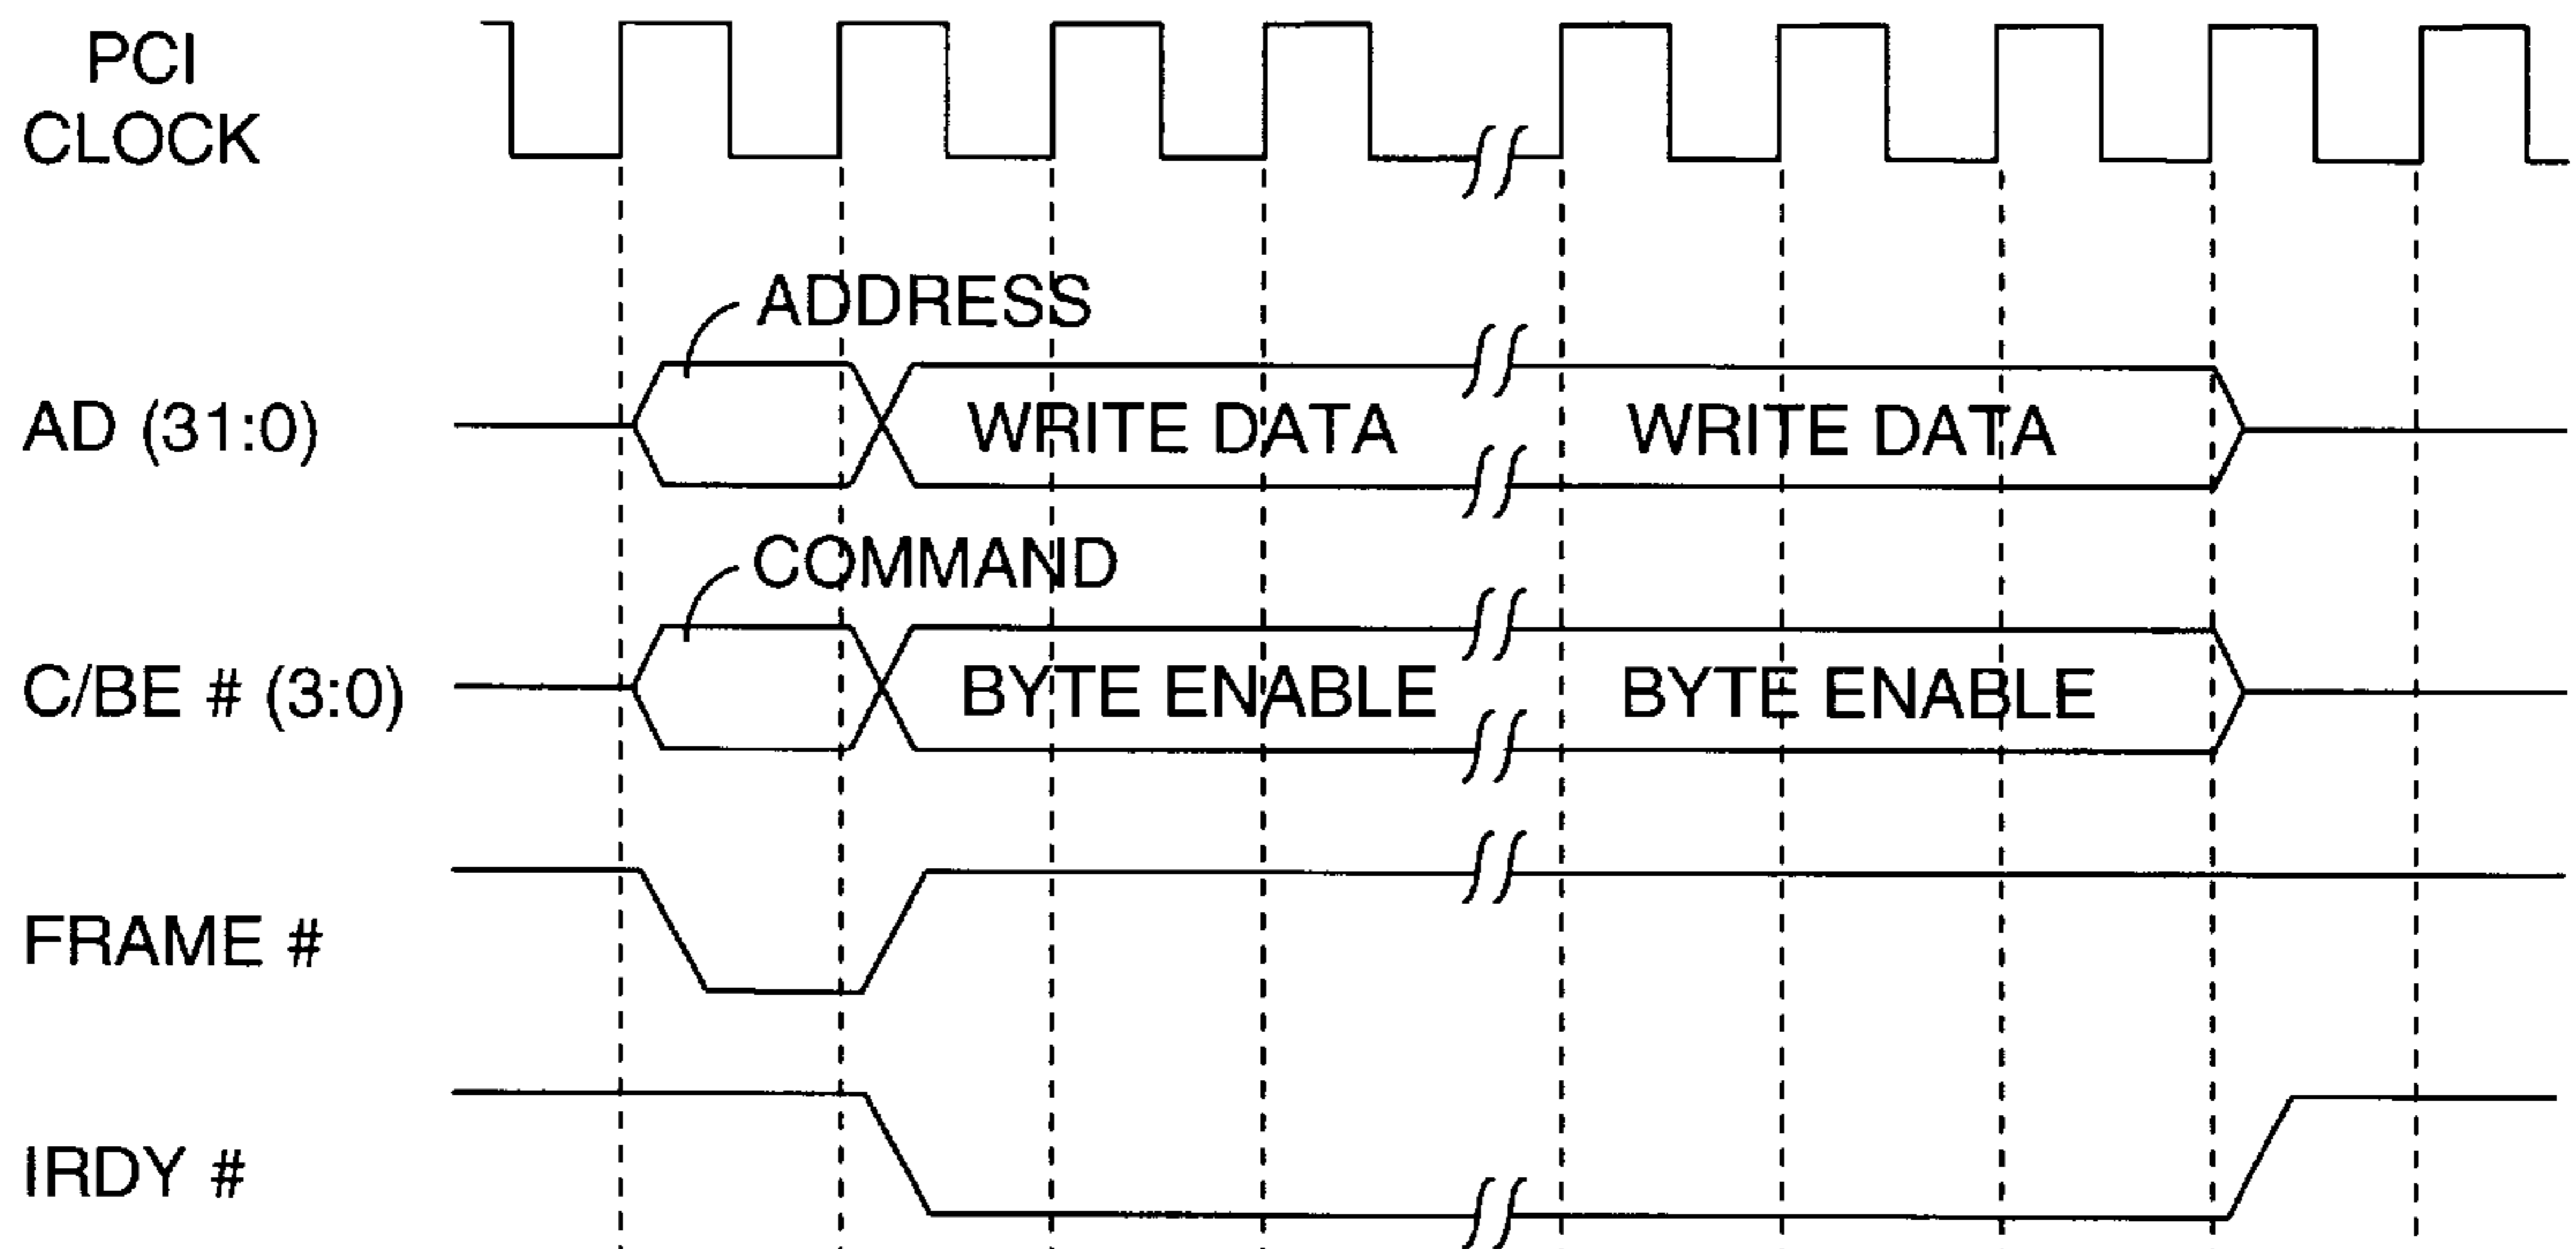 PCI
CLOCK
ADDRESS
AD (31:0)
WRITE DATA
WRITE DATA
COMMAND
C/BE # (3:0)
BYTE ENABLE
BYTE ENABLE
FRAME #
IRDY #